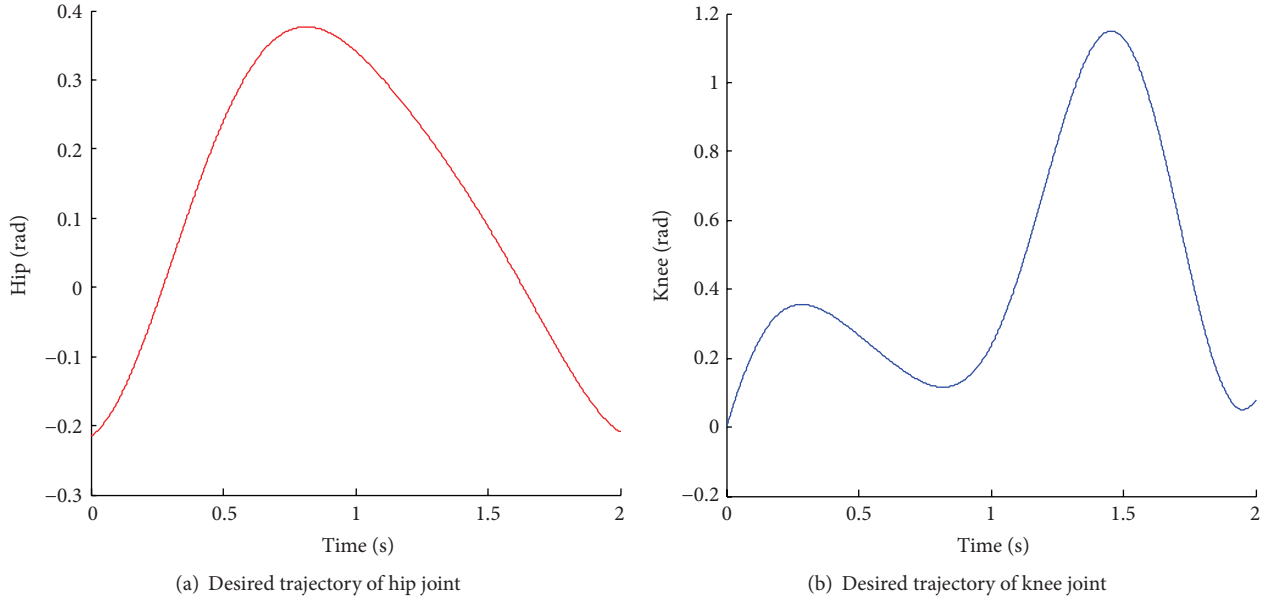 0.4
0.3
0.2
0.1
0
−0.1
−0.2
−0.3
Hip (rad)
0 0.5 1 1.5 2
Time (s)
(a) Desired trajectory of hip joint
1.2
1
0.8
0.6
0.4
0.2
0
−0.2
Knee (rad)
0 0.5 1 1.5 2
Time (s)
(b) Desired trajectory of knee joint